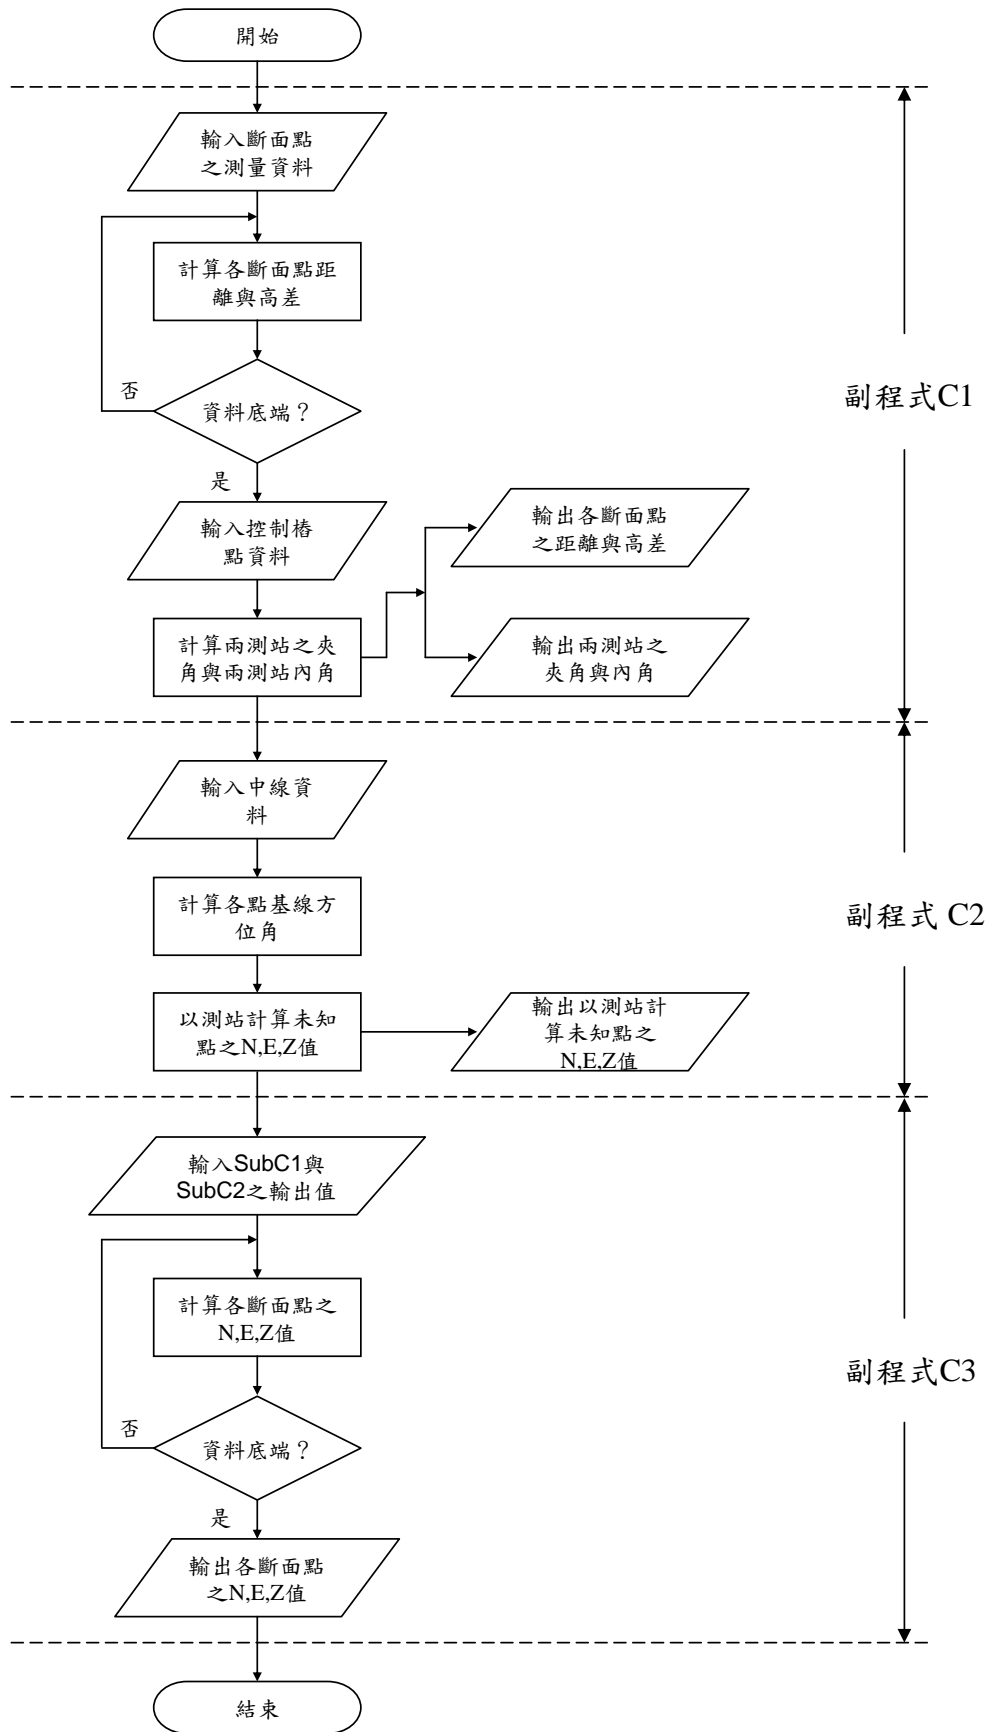 開始
輸入斷面點
之測量資料
計算各斷面點距
離與高差
否
資料底端？
副程式C1
是
輸入控制樁
點資料
輸出各斷面點
之距離與高差
計算兩測站之夾
角與兩測站內角
輸出兩測站之
夾角與內角
輸入中線資
料
計算各點基線方
位角
副程式 C2
以測站計算未知
點之N,E,Z值
輸出以測站計
算未知點之
N,E,Z值
輸入SubC1與
SubC2之輸出值
計算各斷面點之
N,E,Z值
副程式C3
否
資料底端？
是
輸出各斷面點
之N,E,Z值
結束